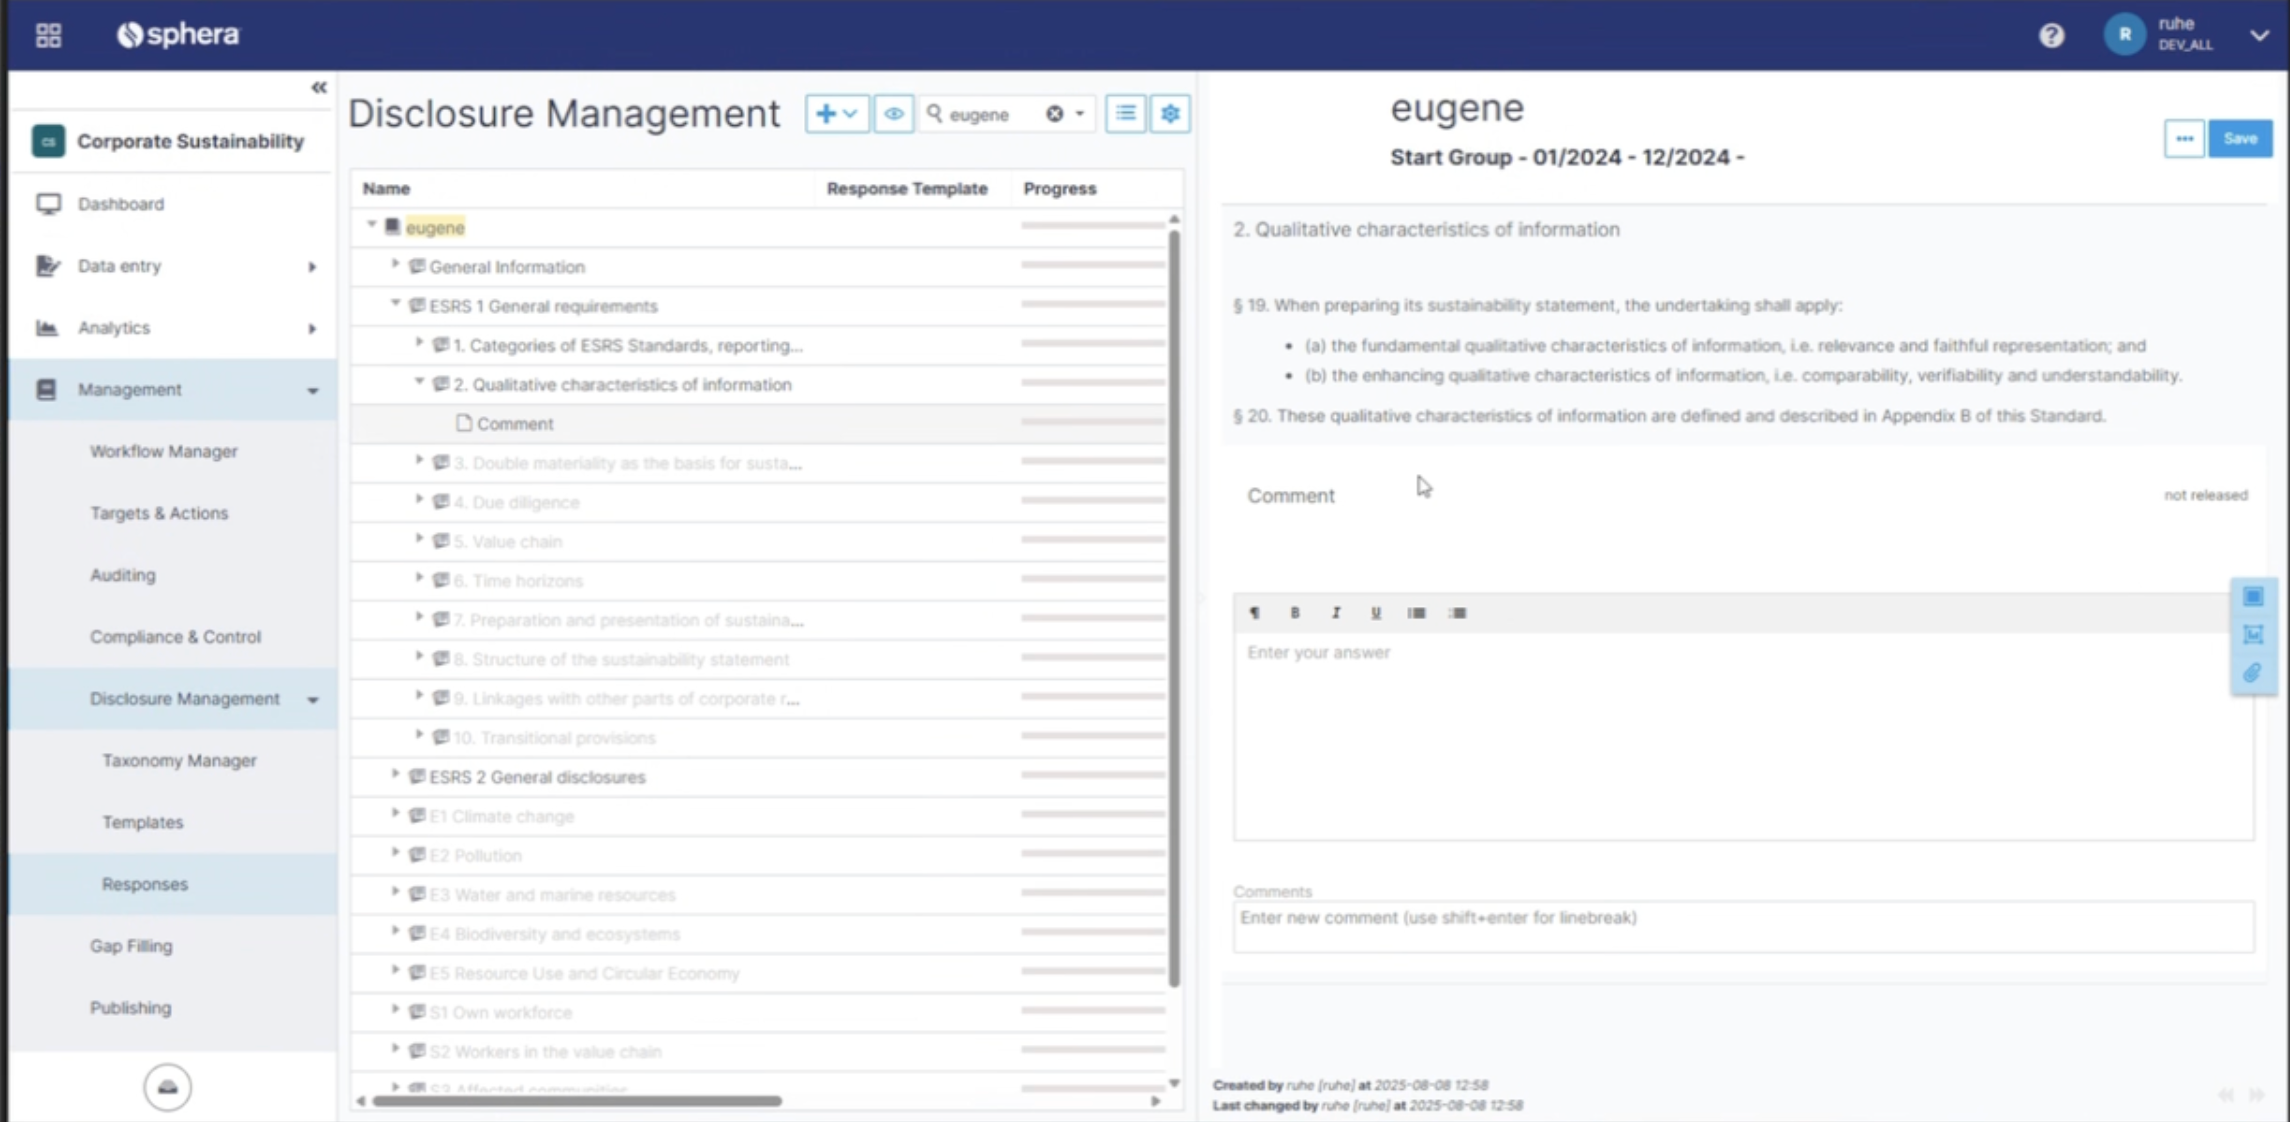 sphera
ruhe
DEV_ALL
R
Corporate Sustainability
CS
Dashboard
Data entry
Analytics
Management
Workflow Manager
Targets & Actions
Auditing
Compliance & Control
Disclosure Management
Taxonomy Manager
Templates
Responses
Gap Filling
Publishing
Disclosure Management
eugene
Name Response Template Progress
eugene
General Information
ESRS 1 General requirements
1. Categories of ESRS Standards, reporting...
2. Qualitative characteristics of information
Comment
3. Double materiality as the basis for susta...
4. Due diligence
5. Value chain
6. Time horizons
7. Preparation and presentation of sustaina...
8. Structure of the sustainability statement
9. Linkages with other parts of corporate r...
10. Transitional provisions
ESRS 2 General disclosures
E1 Climate change
E2 Pollution
E3 Water and marine resources
E4 Biodiversity and ecosystems
E5 Resource Use and Circular Economy
S1 Own workforce
S2 Workers in the value chain
S3 Affected communities
eugene
Start Group - 01/2024 - 12/2024 -
... Save
2. Qualitative characteristics of information
§ 19. When preparing its sustainability statement, the undertaking shall apply:
• (a) the fundamental qualitative characteristics of information, i.e. relevance and faithful representation; and
• (b) the enhancing qualitative characteristics of information, i.e. comparability, verifiability and understandability.
§ 20. These qualitative characteristics of information are defined and described in Appendix B of this Standard.
Comment not released
¶ B I U
Enter your answer
Comments
Enter new comment (use shift+enter for linebreak)
Created by ruhe [ruhe] at 2025-08-08 12:58
Last changed by ruhe [ruhe] at 2025-08-08 12:58